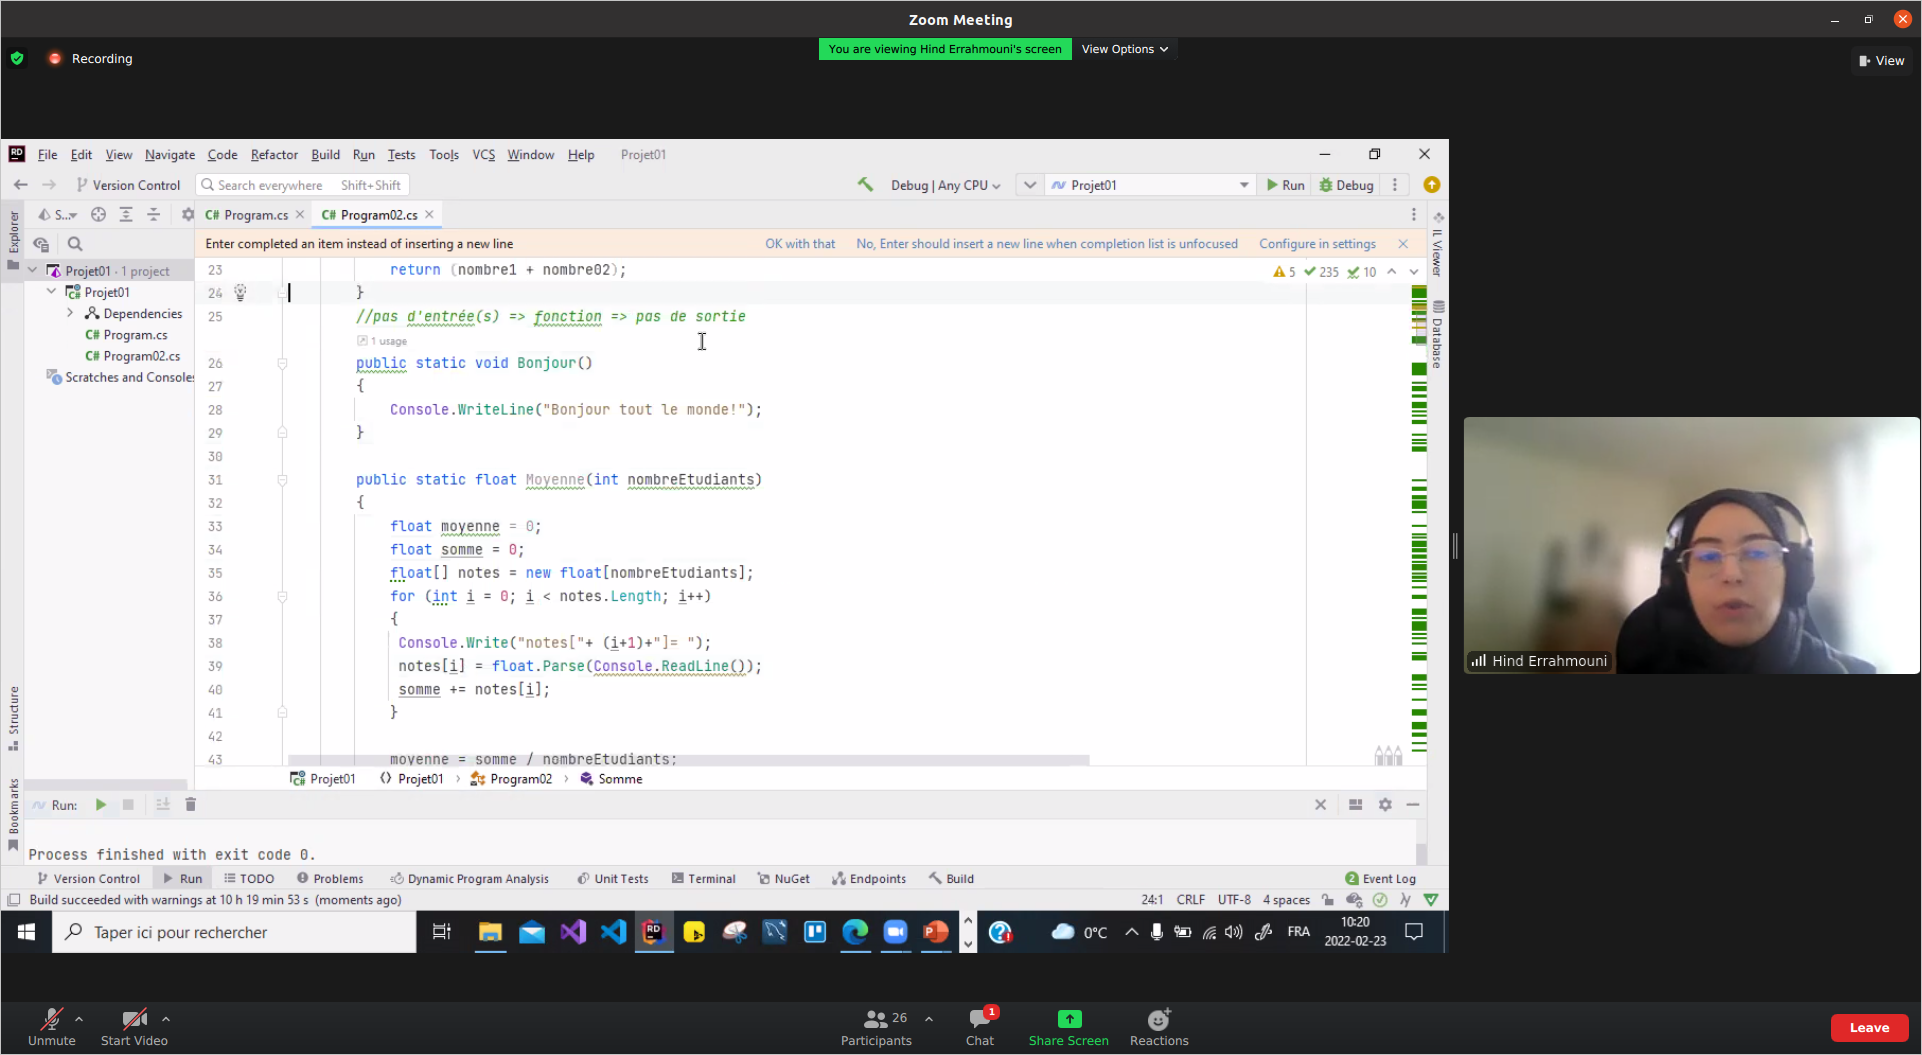 Zoom Meeting
Recording
You are viewing Hind Errahmouni's screen View Options
View
File Edit View Navigate Code Refactor Build Run Tests Tools VCS Window Help Projet01
Version Control Search everywhere Shift+Shift Debug | Any CPU Projet01 Run Debug
S... C# Program.cs C# Program02.cs
Enter completed an item instead of inserting a new line OK with that No, Enter should insert a new line when completion list is unfocused Configure in settings
Explorer
Structure
Bookmarks
Projet01 · 1 project
Projet01
Dependencies
C# Program.cs
C# Program02.cs
Scratches and Consoles
5 235 10
23 return (nombre1 + nombre02);
24 }
25 //pas d'entrée(s) => fonction => pas de sortie
1 usage
26 public static void Bonjour()
27 {
28 Console.WriteLine("Bonjour tout le monde!");
29 }
30
31 public static float Moyenne(int nombreEtudiants)
32 {
33 float moyenne = 0;
34 float somme = 0;
35 float[] notes = new float[nombreEtudiants];
36 for (int i = 0; i < notes.Length; i++)
37 {
38 Console.Write("notes["+ (i+1)+"]= ");
39 notes[i] = float.Parse(Console.ReadLine());
40 somme += notes[i];
41 }
42
43 moyenne = somme / nombreEtudiants;
IL Viewer
Database
Projet01 Projet01 › Program02 › Somme
Run:
Process finished with exit code 0.
Version Control Run TODO Problems Dynamic Program Analysis Unit Tests Terminal NuGet Endpoints Build 2 Event Log
Build succeeded with warnings at 10 h 19 min 53 s (moments ago) 24:1 CRLF UTF-8 4 spaces
Taper ici pour rechercher RD 0°C FRA 10:20
2022-02-23
Hind Errahmouni
Unmute Start Video Participants 26 Chat 1 Share Screen Reactions Leave